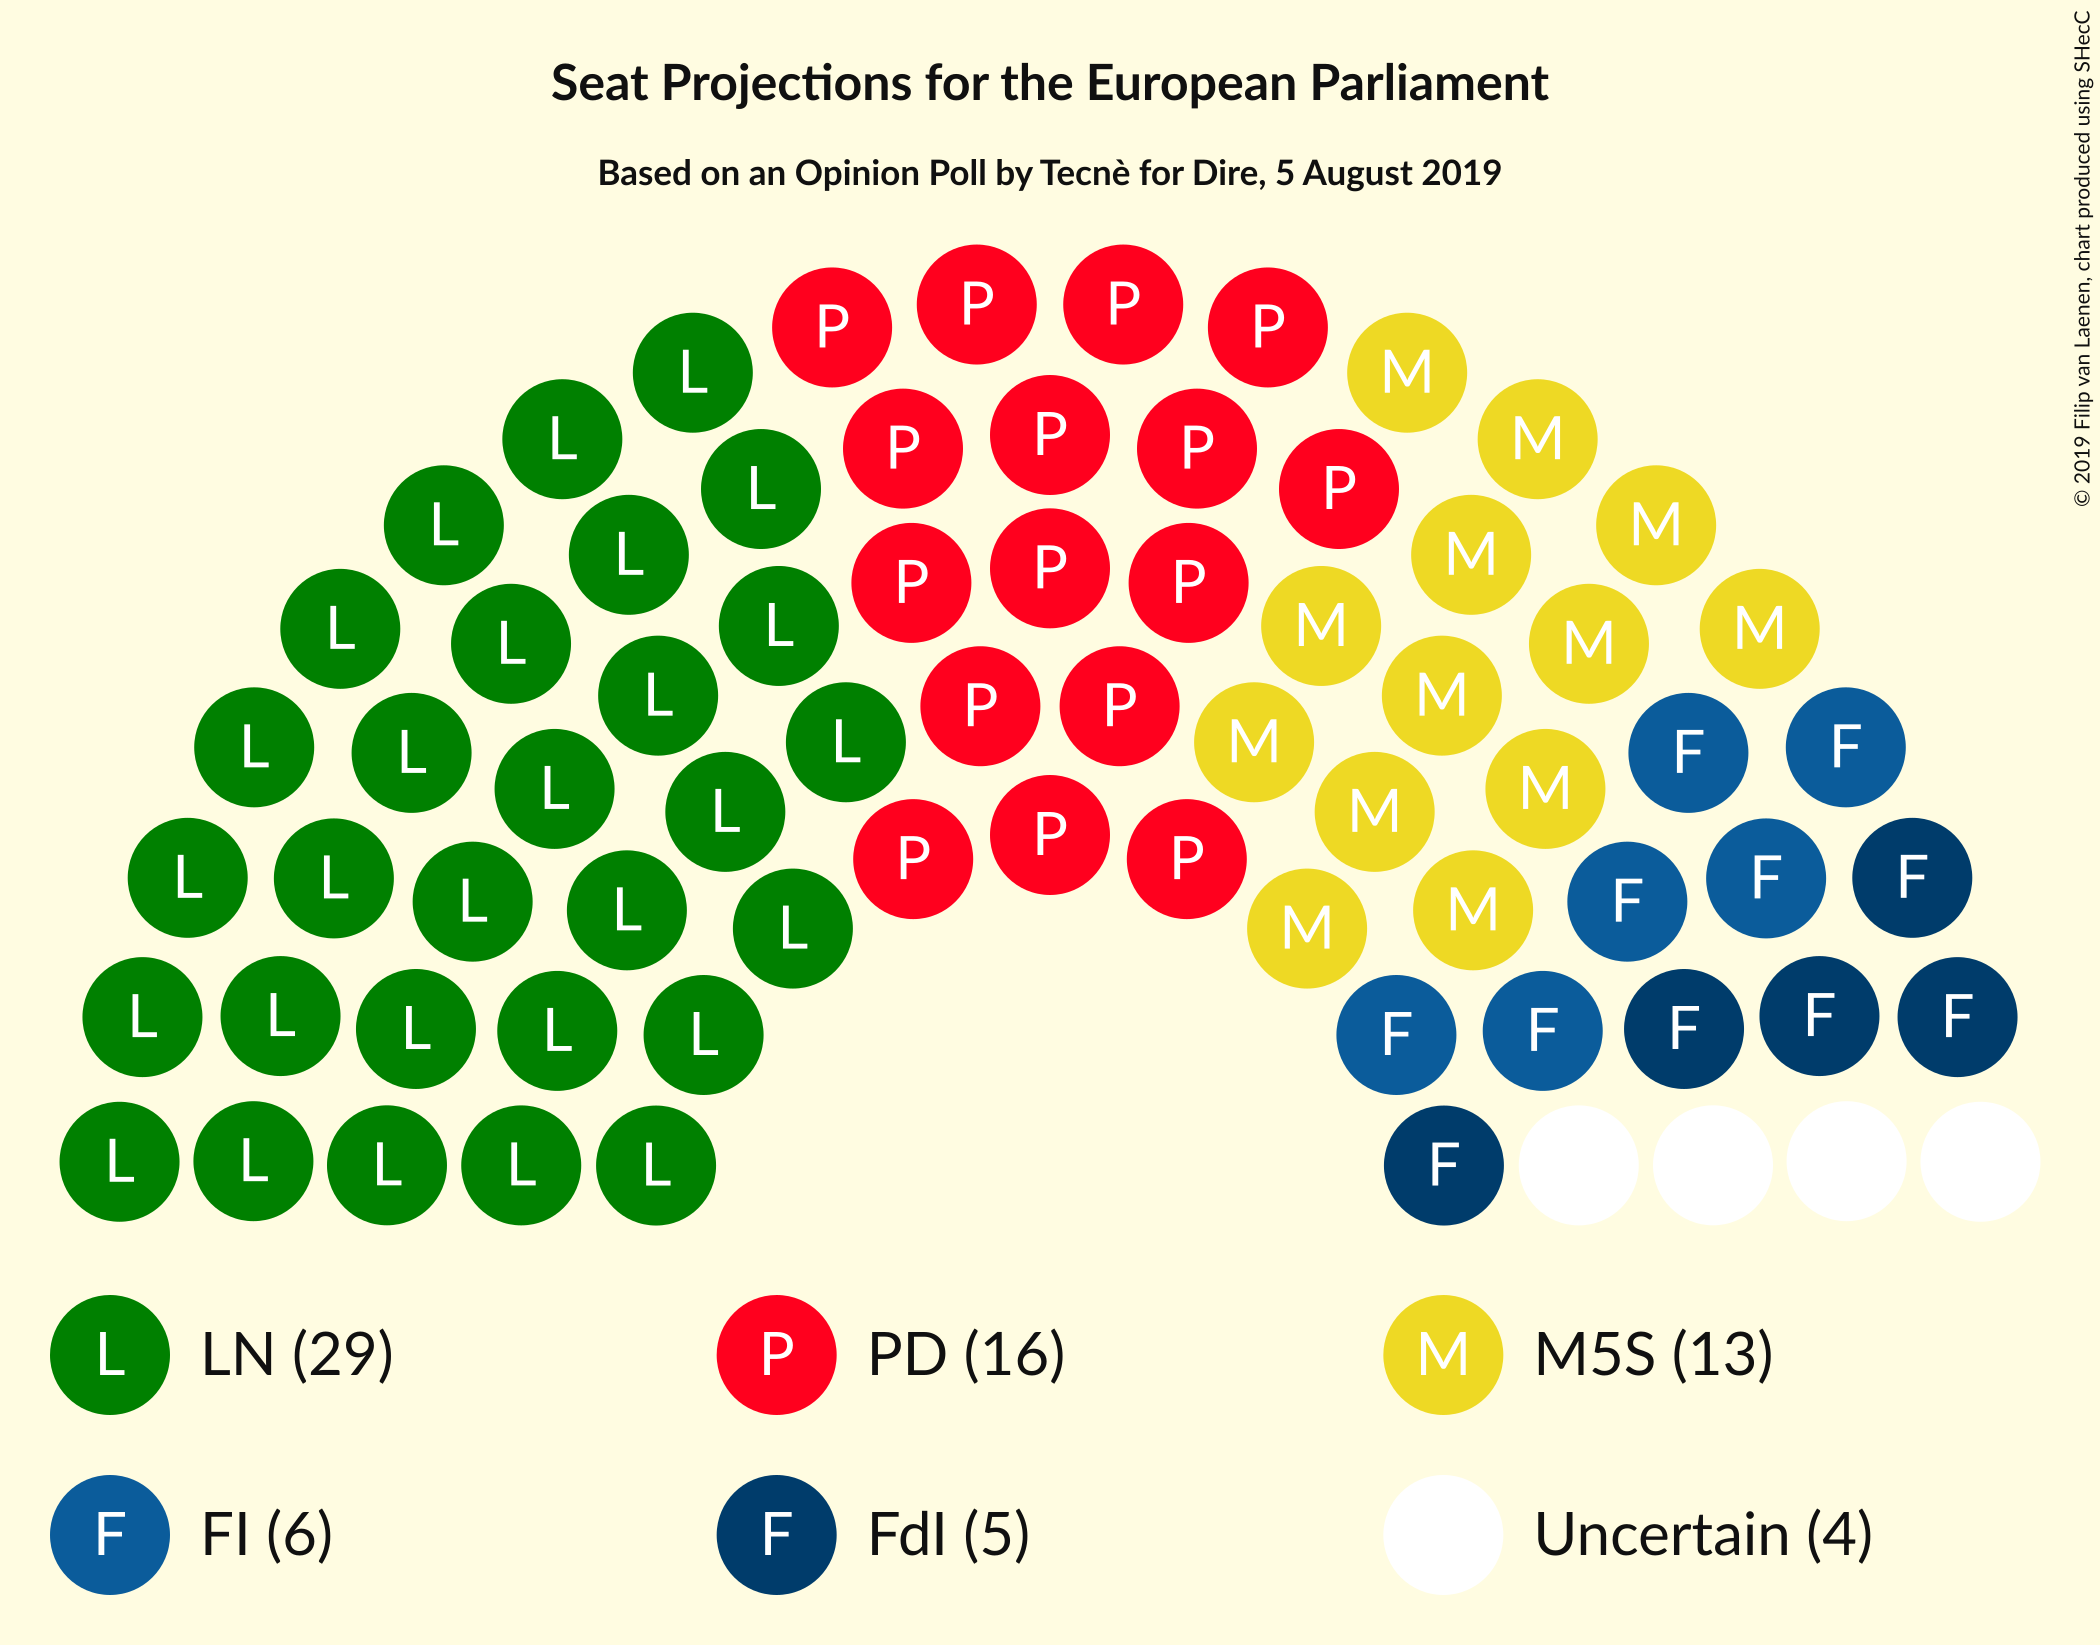 Seat Projections for the European Parliament
Based on an Opinion Poll by Tecnè for Dire, 5 August 2019
© 2019 Filip van Laenen, chart produced using SHecC
P P P P
L P P P P M
L L P P P M M
L L P P P M M
L L L P P M M M
L L L L P P P M M F F
L L L L L M M F F F
L L L L L F F F F F
L L L L L F
L LN (29)
P PD (16)
M M5S (13)
F FI (6)
F FdI (5)
Uncertain (4)